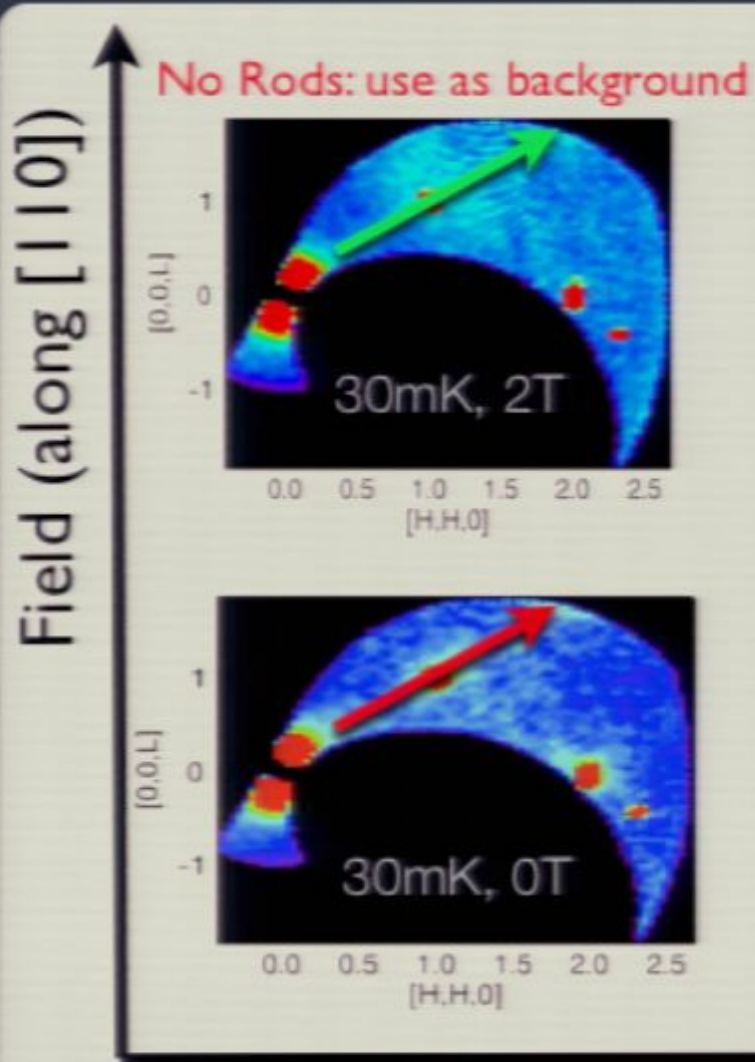 No Rods: use as background
Field (along [110])
1
0
-1
[0,0,L]
30mK, 2T
0.0 0.5 1.0 1.5 2.0 2.5
[H,H,0]
1
0
-1
[0,0,L]
30mK, 0T
0.0 0.5 1.0 1.5 2.0 2.5
[H,H,0]